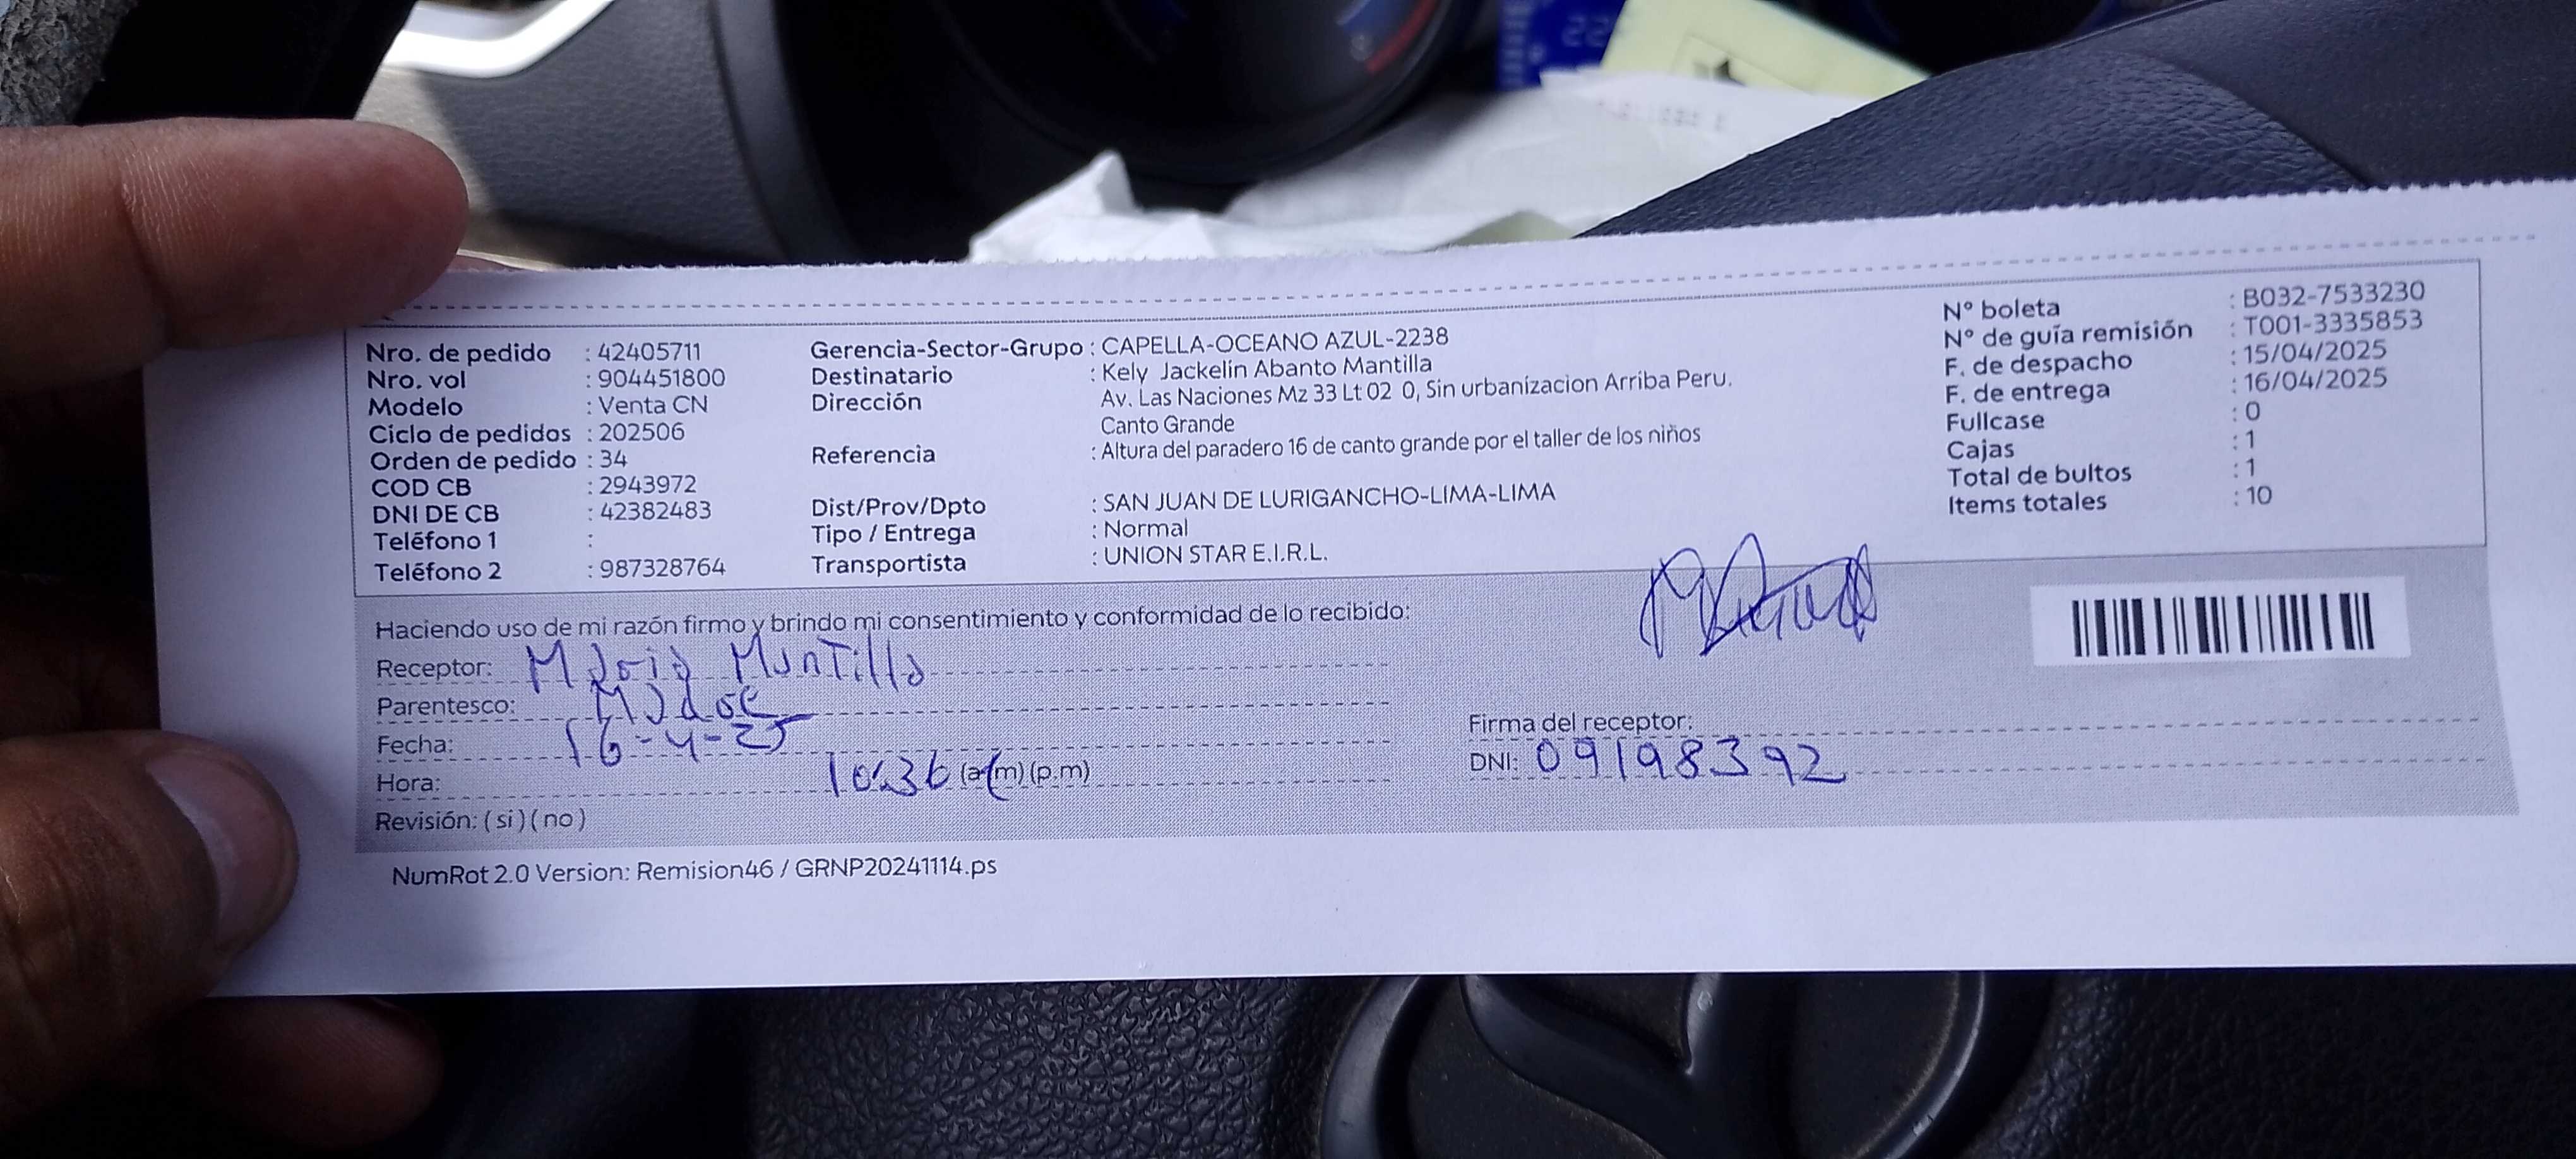 Nro. de pedido : 42405711
Nro. vol : 904451800
Modelo : Venta CN
Ciclo de pedidos : 202506
Orden de pedido : 34
COD CB : 2943972
DNI DE CB : 42382483
Teléfono 1 :
Teléfono 2 : 987328764
Gerencia-Sector-Grupo : CAPELLA-OCEANO AZUL-2238
Destinatario : Kely Jackelin Abanto Mantilla
Dirección Av. Las Naciones Mz 33 Lt 02 0, Sin urbanizacion Arriba Peru.
Canto Grande
Referencia : Altura del paradero 16 de canto grande por el taller de los niños
Dist/Prov/Dpto : SAN JUAN DE LURIGANCHO-LIMA-LIMA
Tipo / Entrega : Normal
Transportista : UNION STAR E.I.R.L.
N° boleta : B032-7533230
N° de guía remisión : T001-3335853
F. de despacho : 15/04/2025
F. de entrega : 16/04/2025
Fullcase : 0
Cajas : 1
Total de bultos : 1
Items totales : 10
Haciendo uso de mi razón firmo y brindo mi consentimiento y conformidad de lo recibido:
Receptor: Maria Mantilla
Parentesco: Madre
Fecha: 16-4-25
Hora: 10:36 (a.m) (p.m)
Revisión: ( si ) ( no )
Firma del receptor:
DNI: 09198392
NumRot 2.0 Version: Remision46 / GRNP20241114.ps